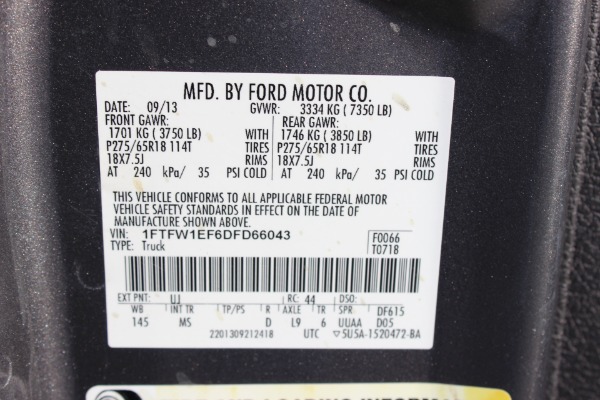 MFD. BY FORD MOTOR CO.
DATE: 09/13 GVWR: 3334 KG ( 7350 LB)
FRONT GAWR: REAR GAWR:
1701 KG ( 3750 LB) WITH 1746 KG ( 3850 LB) WITH
P275/65R18 114T TIRES P275/65R18 114T TIRES
18X7.5J RIMS 18X7.5J RIMS
AT 240 kPa/ 35 PSI COLD AT 240 kPa/ 35 PSI COLD
THIS VEHICLE CONFORMS TO ALL APPLICABLE FEDERAL MOTOR
VEHICLE SAFETY STANDARDS IN EFFECT ON THE DATE OF
MANUFACTURE SHOWN ABOVE.
VIN: 1FTFW1EF6DFD66043 F0066
TYPE: Truck T0718
EXT PNT: UJ RC: 44 DSO:
WB INT TR TP/PS R AXLE TR SPR DF615
145 MS D L9 6 UUAA D05
2201309212418 UTC 5U5A-1520472-BA